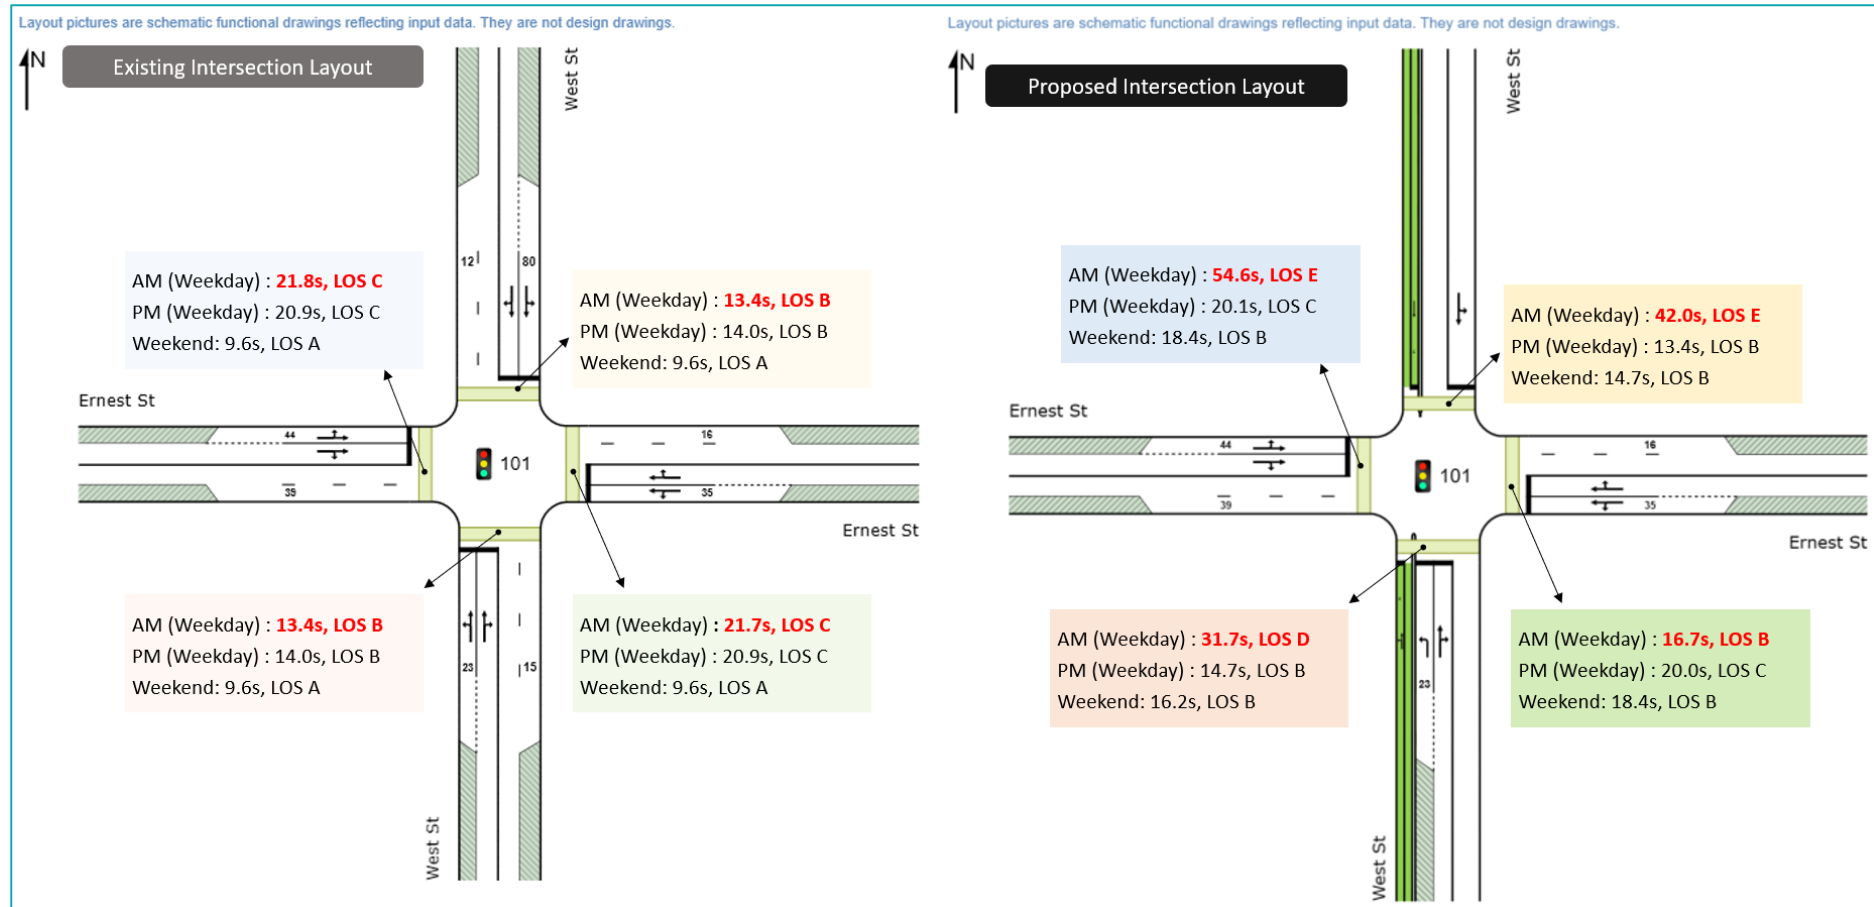 Layout pictures are schematic functional drawings reflecting input data. They are not design drawings.
N
Existing Intersection Layout
West St
12
80
AM (Weekday) : 21.8s, LOS C
PM (Weekday) : 20.9s, LOS C
Weekend: 9.6s, LOS A
AM (Weekday) : 13.4s, LOS B
PM (Weekday) : 14.0s, LOS B
Weekend: 9.6s, LOS A
Ernest St
44
16
101
39
35
Ernest St
AM (Weekday) : 13.4s, LOS B
PM (Weekday) : 14.0s, LOS B
Weekend: 9.6s, LOS A
23
15
AM (Weekday) : 21.7s, LOS C
PM (Weekday) : 20.9s, LOS C
Weekend: 9.6s, LOS A
West St
Layout pictures are schematic functional drawings reflecting input data. They are not design drawings.
N
Proposed Intersection Layout
West St
AM (Weekday) : 54.6s, LOS E
PM (Weekday) : 20.1s, LOS C
Weekend: 18.4s, LOS B
AM (Weekday) : 42.0s, LOS E
PM (Weekday) : 13.4s, LOS B
Weekend: 14.7s, LOS B
Ernest St
44
16
101
39
35
Ernest St
AM (Weekday) : 31.7s, LOS D
PM (Weekday) : 14.7s, LOS B
Weekend: 16.2s, LOS B
23
AM (Weekday) : 16.7s, LOS B
PM (Weekday) : 20.0s, LOS C
Weekend: 18.4s, LOS B
West St